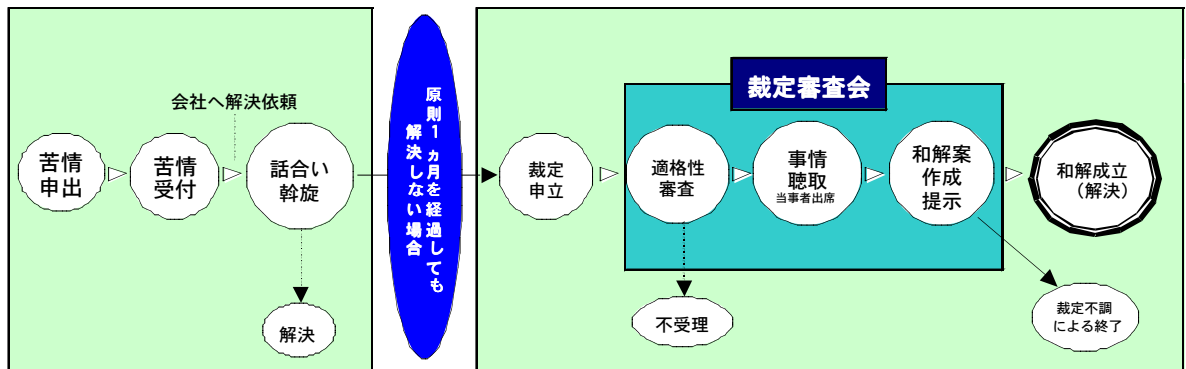 会社へ解決依頼
苦情
申出
苦情
受付
話合い
斡旋
解決
原則1ヵ月を経過しても
解決しない場合
裁定
申立
裁定審査会
適格性
審査
事情
聴取
当事者出席
和解案
作成
提示
和解成立
（解決）
不受理
裁定不調
による終了